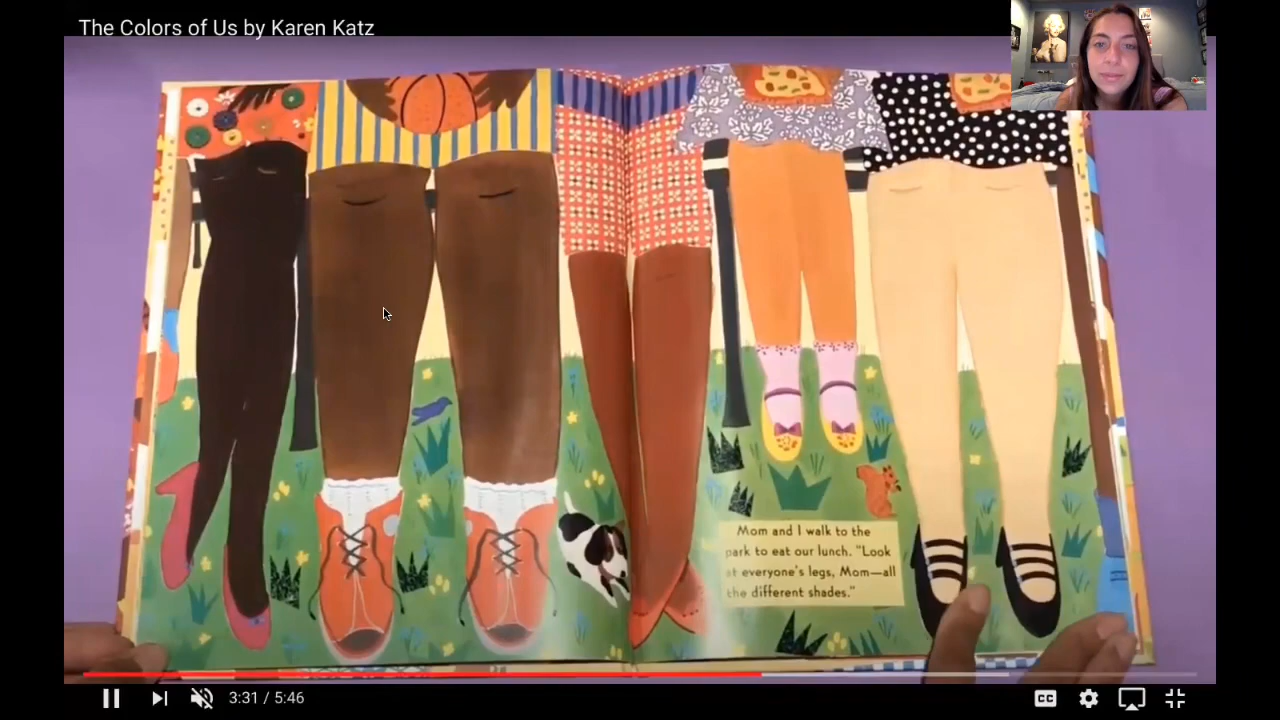 The Colors of Us by Karen Katz
Mom and I walk to the
park to eat our lunch. "Look
at everyone's legs, Mom—all
the different shades."
3:31 / 5:46
CC